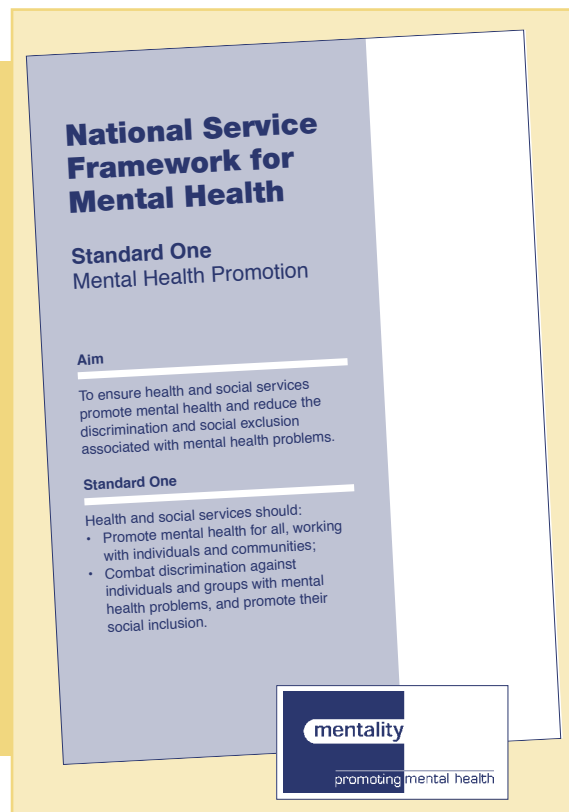 National Service
Framework for
Mental Health
Standard One
Mental Health Promotion
Aim
To ensure health and social services
promote mental health and reduce the
discrimination and social exclusion
associated with mental health problems.
Standard One
Health and social services should:
• Promote mental health for all, working
with individuals and communities;
• Combat discrimination against
individuals and groups with mental
health problems, and promote their
social inclusion.
mentality
promoting mental health